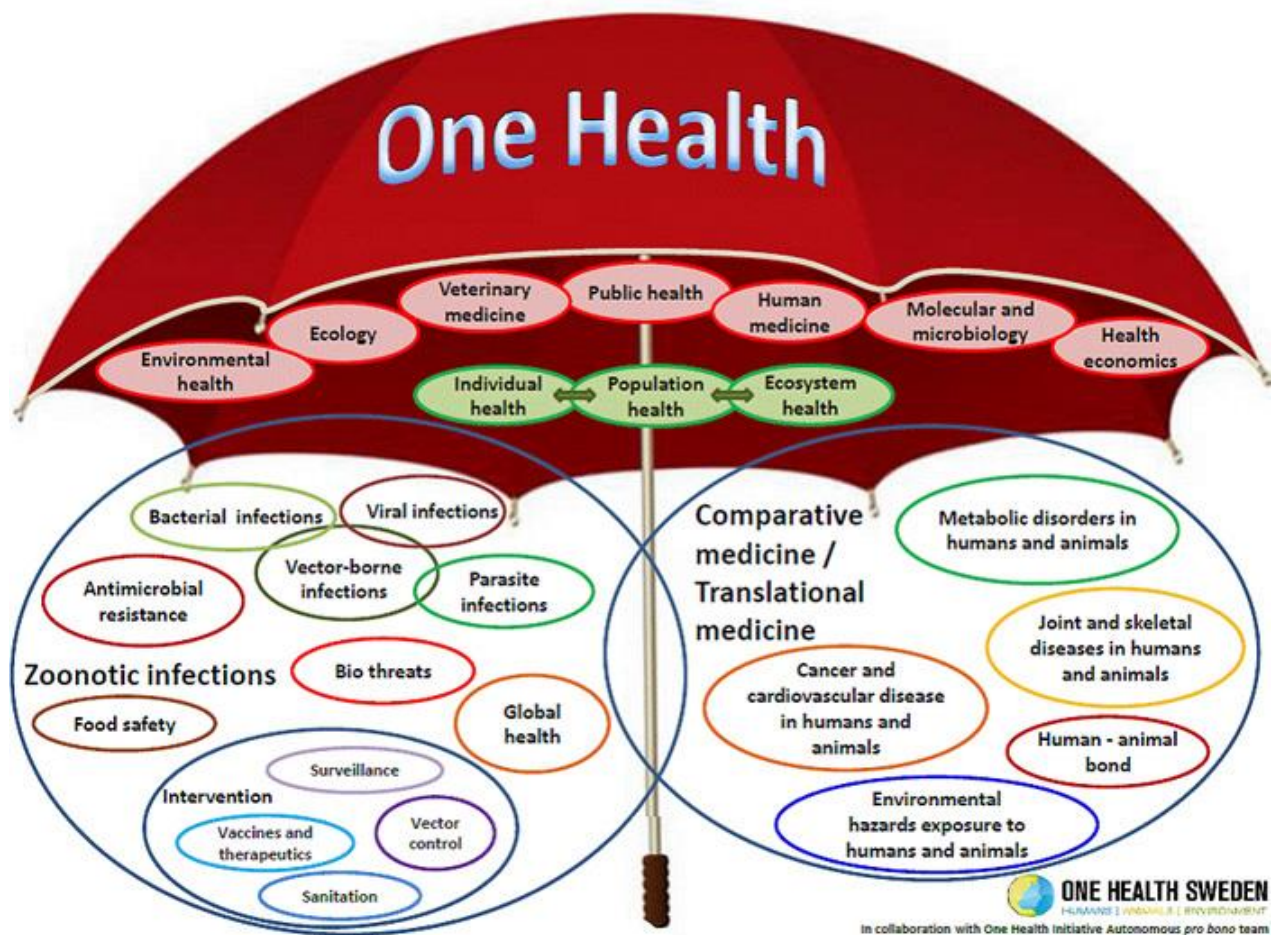 One Health
Environmental
health
Ecology
Veterinary
medicine
Public health
Human
medicine
Molecular and
microbiology
Health
economics
Individual
health
Population
health
Ecosystem
health
Bacterial infections
Viral infections
Vector-borne
infections
Parasite
infections
Antimicrobial
resistance
Zoonotic infections
Bio threats
Food safety
Global
health
Intervention
Surveillance
Vaccines and
therapeutics
Vector
control
Sanitation
Comparative
medicine /
Translational
medicine
Metabolic disorders in
humans and animals
Joint and skeletal
diseases in humans
and animals
Cancer and
cardiovascular disease
in humans and
animals
Human - animal
bond
Environmental
hazards exposure to
humans and animals
ONE HEALTH SWEDEN
HUMANS | ANIMALS | ENVIRONMENT
In collaboration with One Health Initiative Autonomous pro bono team